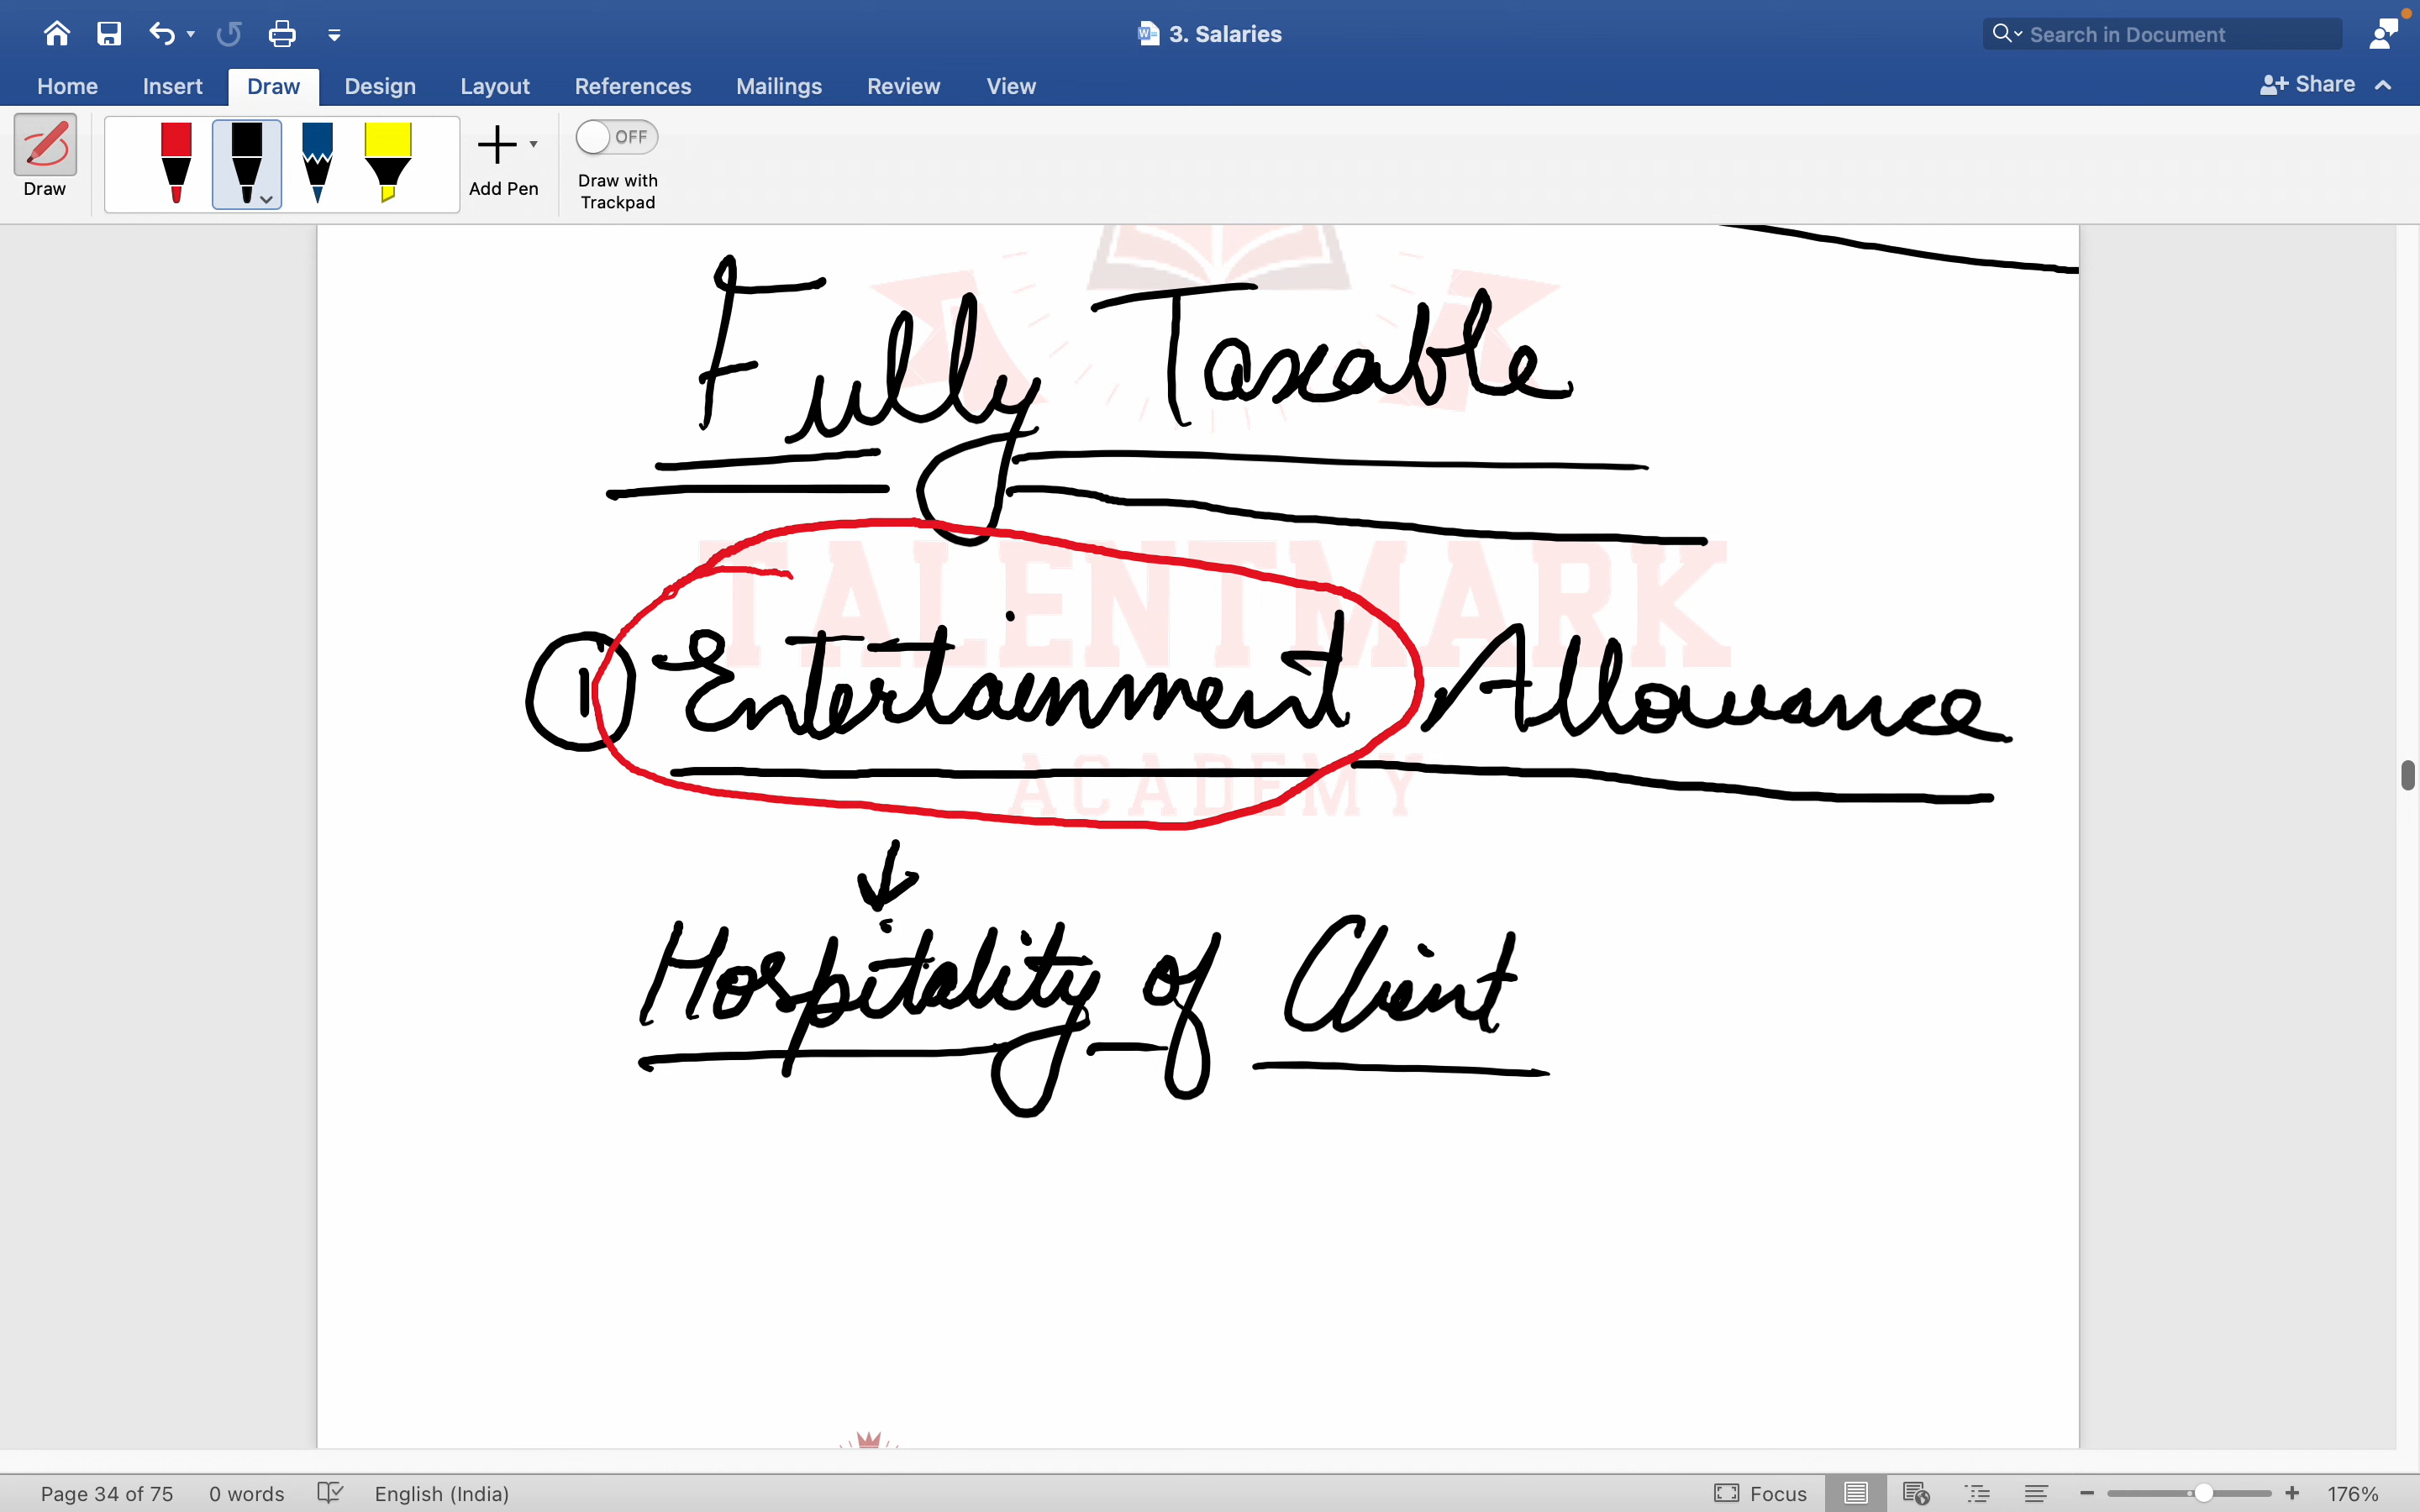 3. Salaries
Search in Document
Home Insert Draw Design Layout References Mailings Review View
Share
Draw
Add Pen
OFF
Draw with
Trackpad
Fully Taxable
TALENTMARK
① Entertainment Allowance
ACADEMY
↓
Hospitality of Client
Page 34 of 75 0 words English (India) Focus 176%